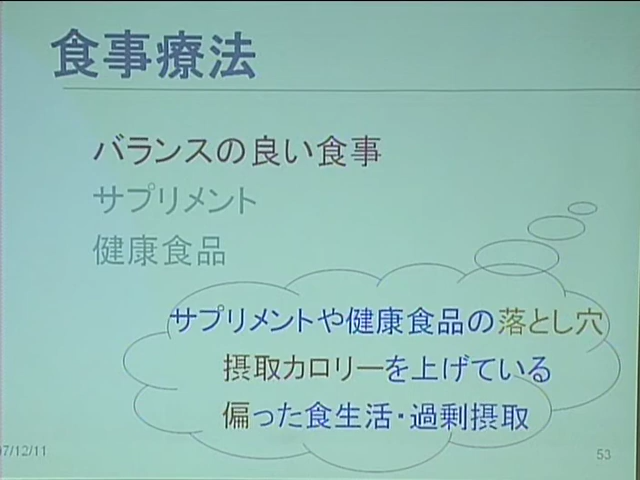 食事療法
バランスの良い食事
サプリメント
健康食品
サプリメントや健康食品の落とし穴
摂取カロリーを上げている
偏った食生活・過剰摂取
7/12/11
53